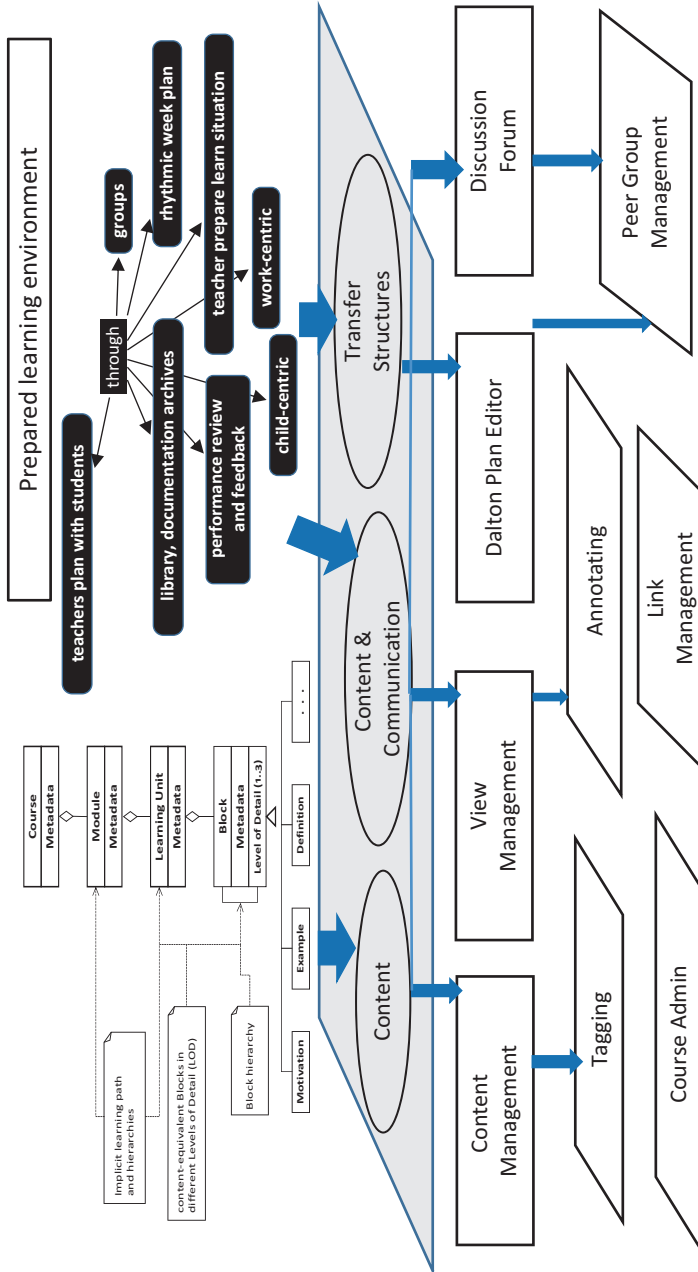 Prepared learning environment
teachers plan with students
through
groups
rhythmic week plan
library, documentation archives
teacher prepare learn situation
performance review
and feedback
work-centric
child-centric
Course
Metadata
Module
Metadata
Learning Unit
Metadata
Block
Metadata
Level of Detail (1..3)
Implicit learning path
and hierarchies
content-equivalent Blocks in
different Levels of Detail (LOD)
Block hierarchy
Motivation
Example
Definition
. . .
Content
Content &
Communication
Transfer
Structures
Content
Management
View
Management
Dalton Plan Editor
Discussion
Forum
Tagging
Annotating
Peer Group
Management
Course Admin
Link
Management